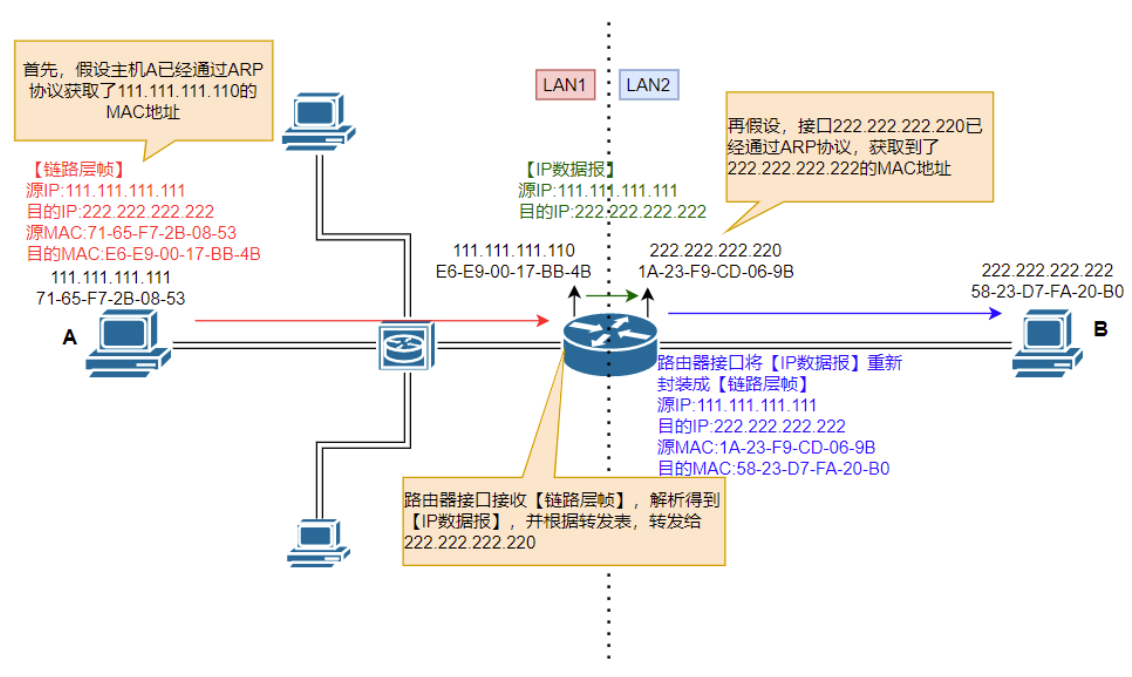 首先，假设主机A已经通过ARP
协议获取了111.111.111.110的
MAC地址
LAN1
LAN2
再假设，接口222.222.222.220已
经通过ARP协议，获取到了
222.222.222.222的MAC地址
【链路层帧】
源IP:111.111.111.111
目的IP:222.222.222.222
源MAC:71-65-F7-2B-08-53
目的MAC:E6-E9-00-17-BB-4B
111.111.111.111
71-65-F7-2B-08-53
A
【IP数据报】
源IP:111.111.111.111
目的IP:222.222.222.222
111.111.111.110
E6-E9-00-17-BB-4B
222.222.222.220
1A-23-F9-CD-06-9B
222.222.222.222
58-23-D7-FA-20-B0
B
路由器接口将【IP数据报】重新
封装成【链路层帧】
源IP:111.111.111.111
目的IP:222.222.222.222
源MAC:1A-23-F9-CD-06-9B
目的MAC:58-23-D7-FA-20-B0
路由器接口接收【链路层帧】，解析得到
【IP数据报】，并根据转发表，转发给
222.222.222.220